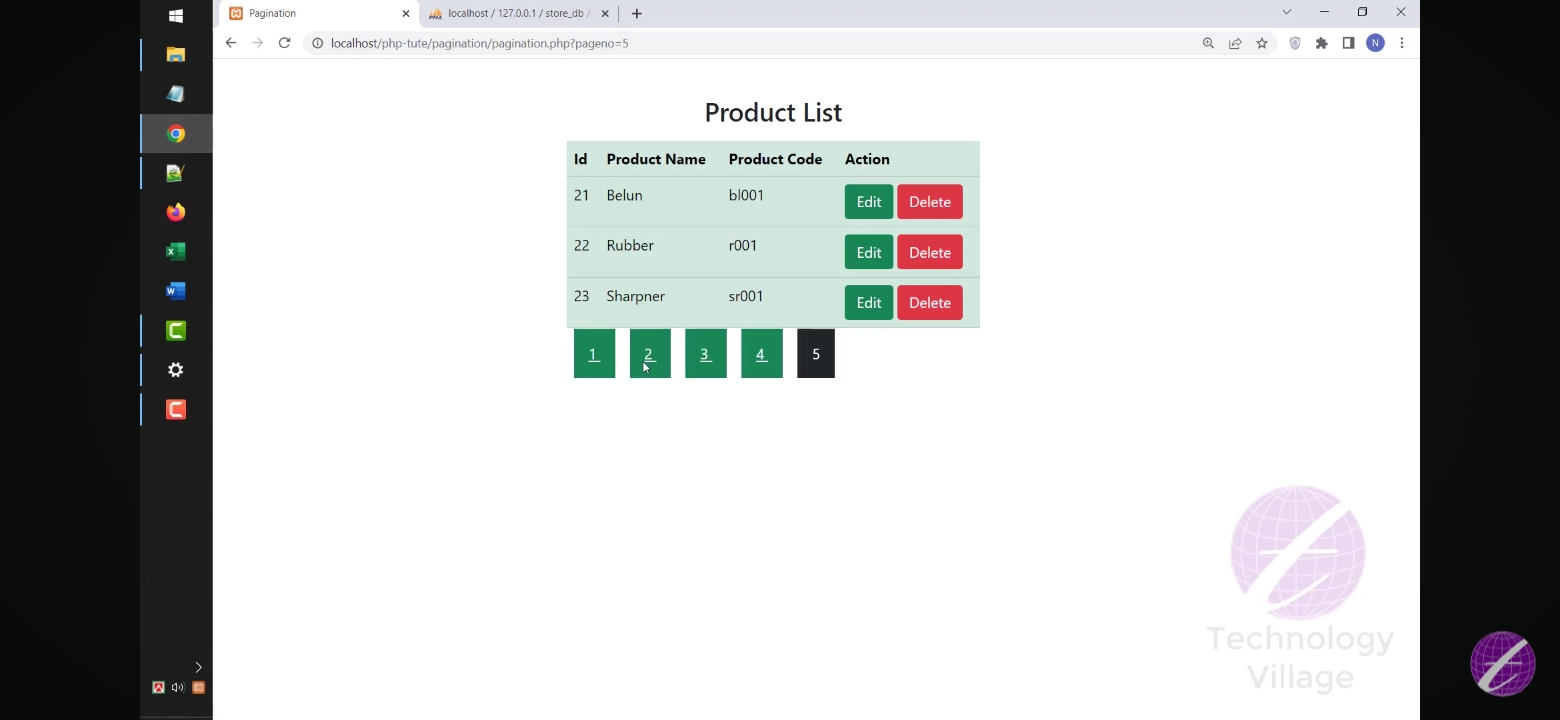 Pagination
localhost / 127.0.0.1 / store_db /
localhost/php-tute/pagination/pagination.php?pageno=5
N
Product List
Id Product Name Product Code Action
21 Belun bl001 Edit Delete
22 Rubber r001 Edit Delete
23 Sharpner sr001 Edit Delete
1 2 3 4 5
Technology
Village